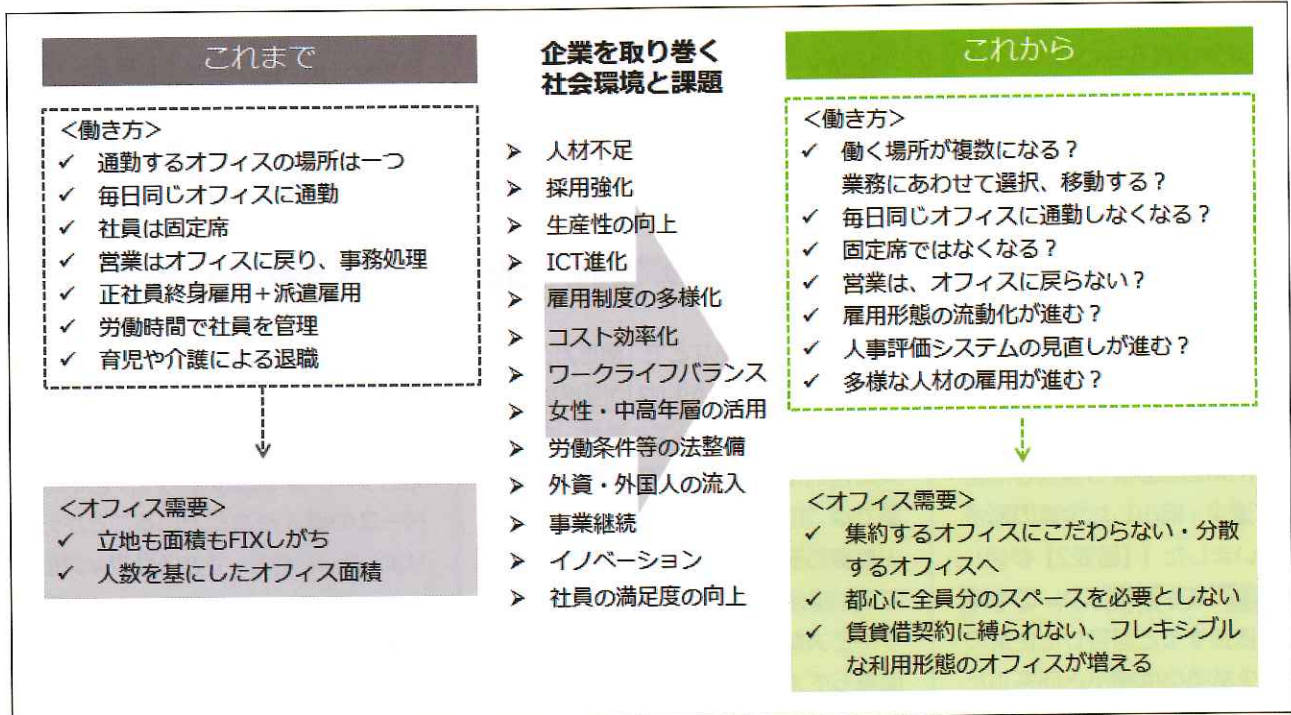 これまで
<働き方>
✓ 通勤するオフィスの場所は一つ
✓ 毎日同じオフィスに通勤
✓ 社員は固定席
✓ 営業はオフィスに戻り、事務処理
✓ 正社員終身雇用＋派遣雇用
✓ 労働時間で社員を管理
✓ 育児や介護による退職
<オフィス需要>
✓ 立地も面積もFIXしがち
✓ 人数を基にしたオフィス面積
企業を取り巻く
社会環境と課題
➢ 人材不足
➢ 採用強化
➢ 生産性の向上
➢ ICT進化
➢ 雇用制度の多様化
➢ コスト効率化
➢ ワークライフバランス
➢ 女性・中高年層の活用
➢ 労働条件等の法整備
➢ 外資・外国人の流入
➢ 事業継続
➢ イノベーション
➢ 社員の満足度の向上
これから
<働き方>
✓ 働く場所が複数になる？
業務にあわせて選択、移動する？
✓ 毎日同じオフィスに通勤しなくなる？
✓ 固定席ではなくなる？
✓ 営業は、オフィスに戻らない？
✓ 雇用形態の流動化が進む？
✓ 人事評価システムの見直しが進む？
✓ 多様な人材の雇用が進む？
<オフィス需要>
✓ 集約するオフィスにこだわらない・分散
するオフィスへ
✓ 都心に全員分のスペースを必要としない
✓ 賃貸借契約に縛られない、フレキシブル
な利用形態のオフィスが増える